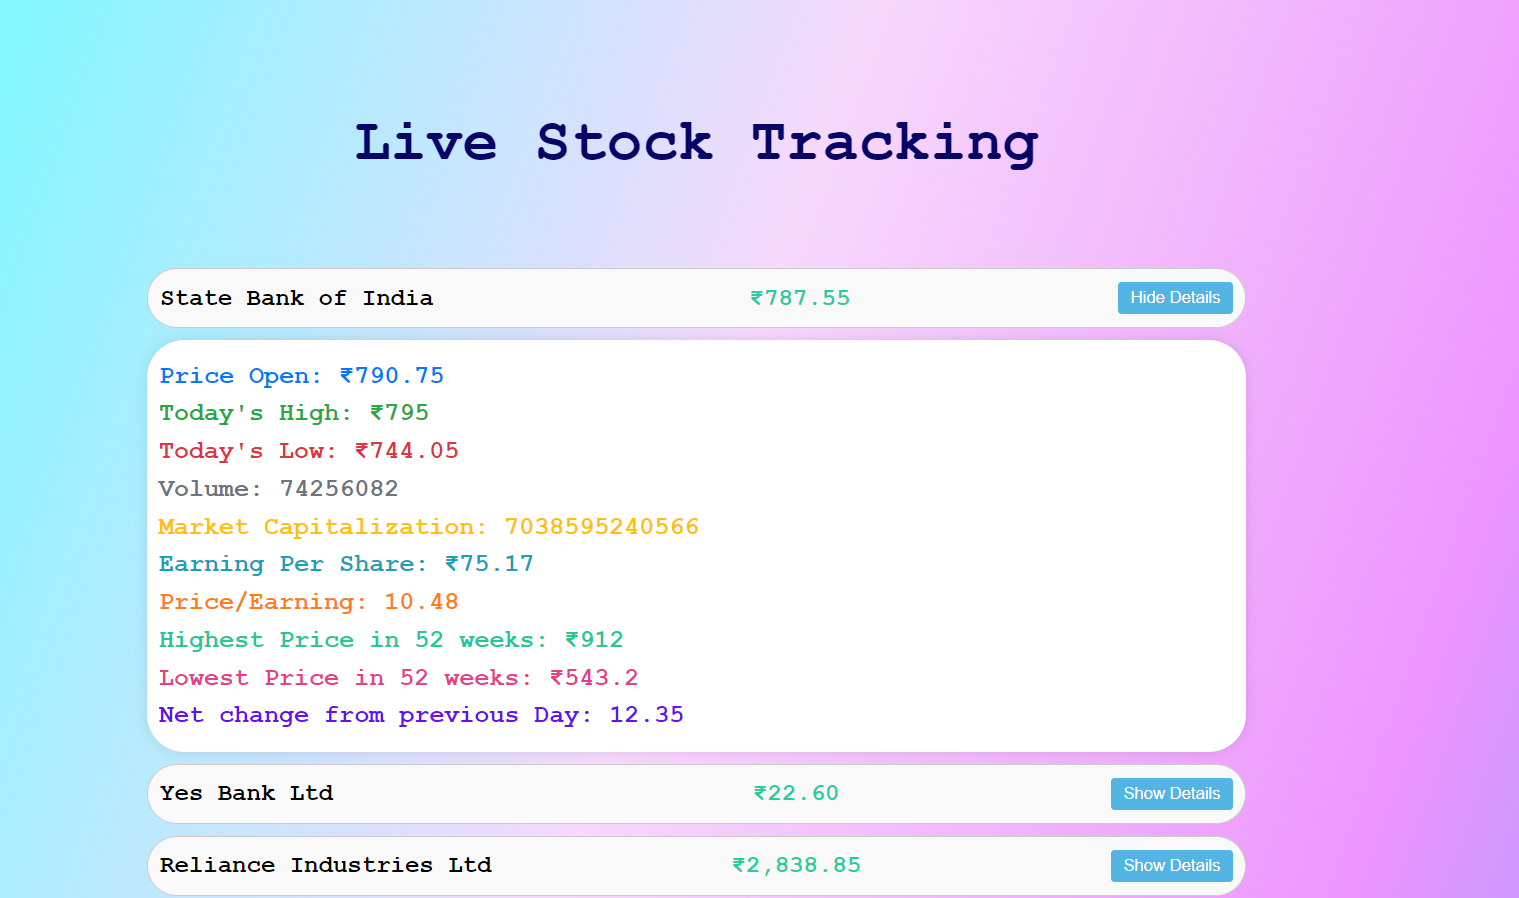 Live Stock Tracking
State Bank of India ₹787.55 Hide Details
Price Open: ₹790.75
Today's High: ₹795
Today's Low: ₹744.05
Volume: 74256082
Market Capitalization: 7038595240566
Earning Per Share: ₹75.17
Price/Earning: 10.48
Highest Price in 52 weeks: ₹912
Lowest Price in 52 weeks: ₹543.2
Net change from previous Day: 12.35
Yes Bank Ltd ₹22.60 Show Details
Reliance Industries Ltd ₹2,838.85 Show Details